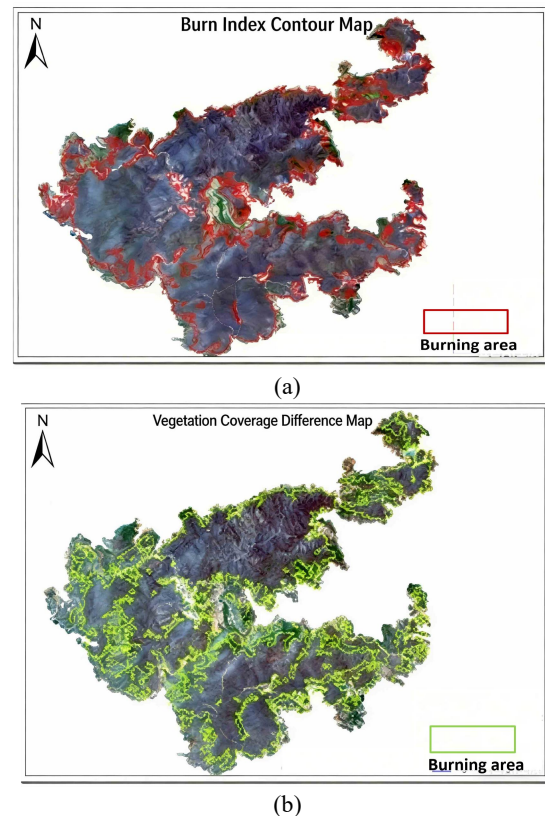 N
Burn Index Contour Map
Burning area
(a)
N
Vegetation Coverage Difference Map
Burning area
(b)